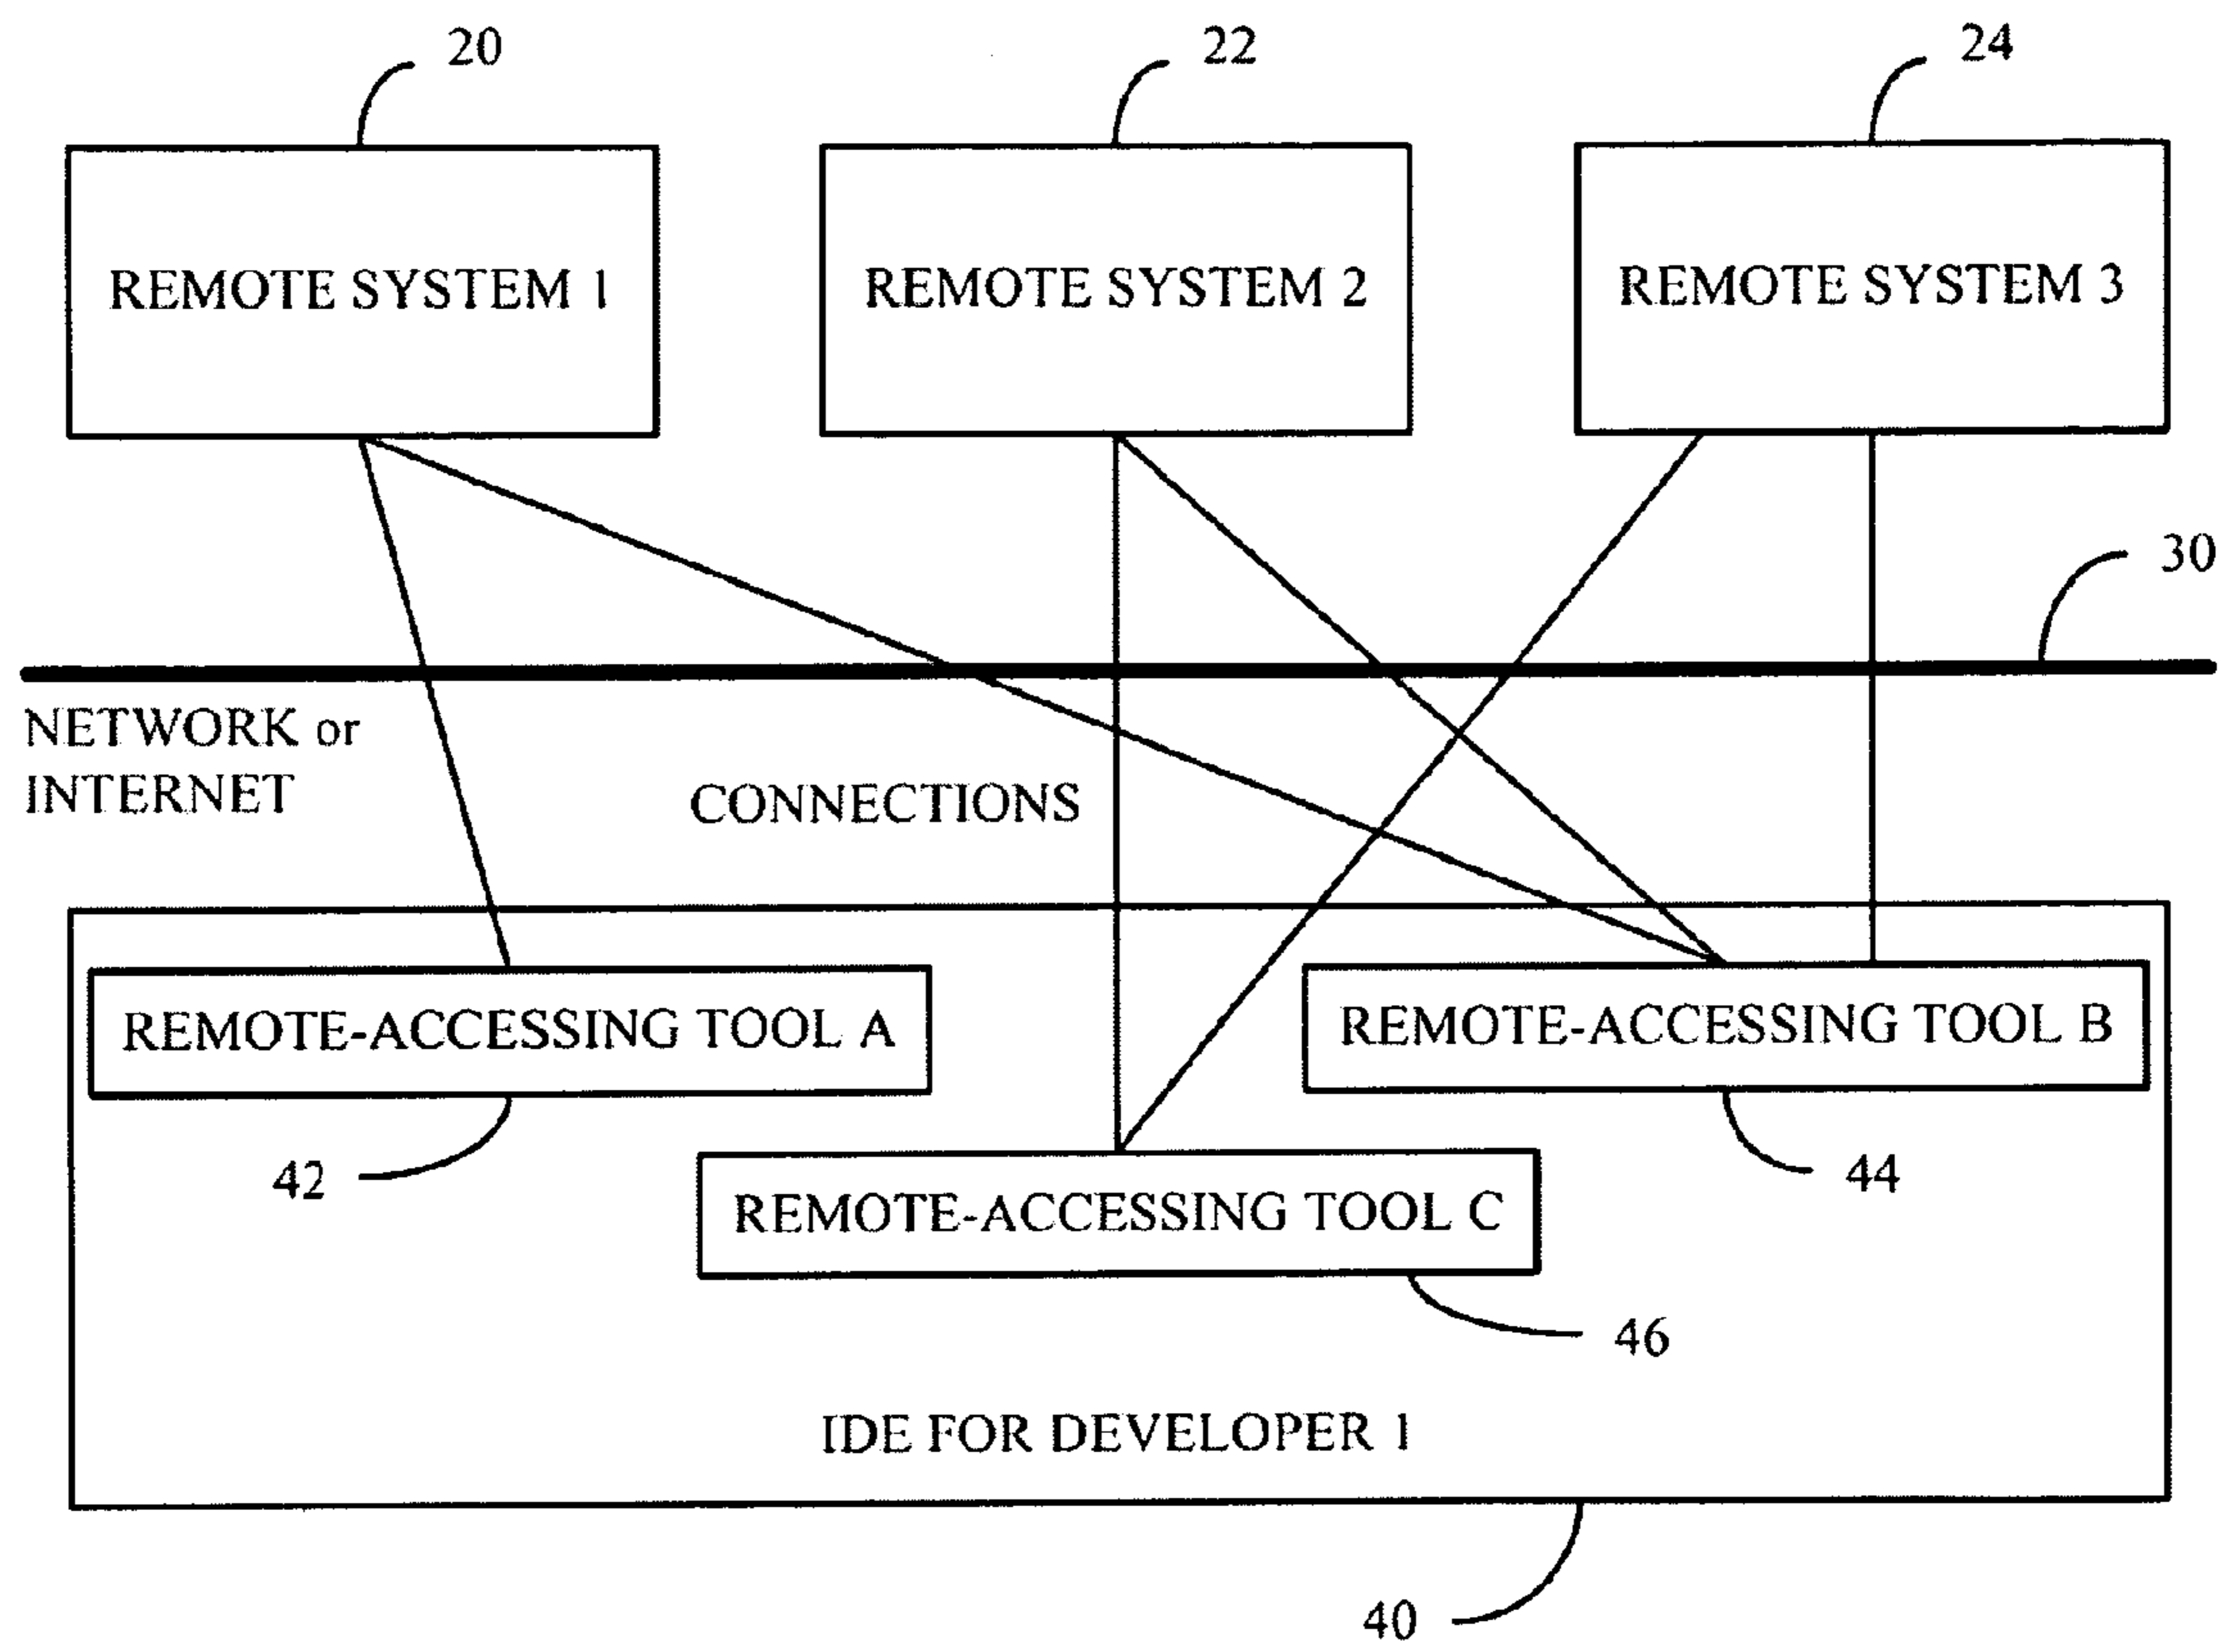 20
22
24
REMOTE SYSTEM 1
REMOTE SYSTEM 2
REMOTE SYSTEM 3
30
NETWORK or
INTERNET
CONNECTIONS
REMOTE-ACCESSING TOOL A
REMOTE-ACCESSING TOOL B
42
44
REMOTE-ACCESSING TOOL C
46
IDE FOR DEVELOPER 1
40